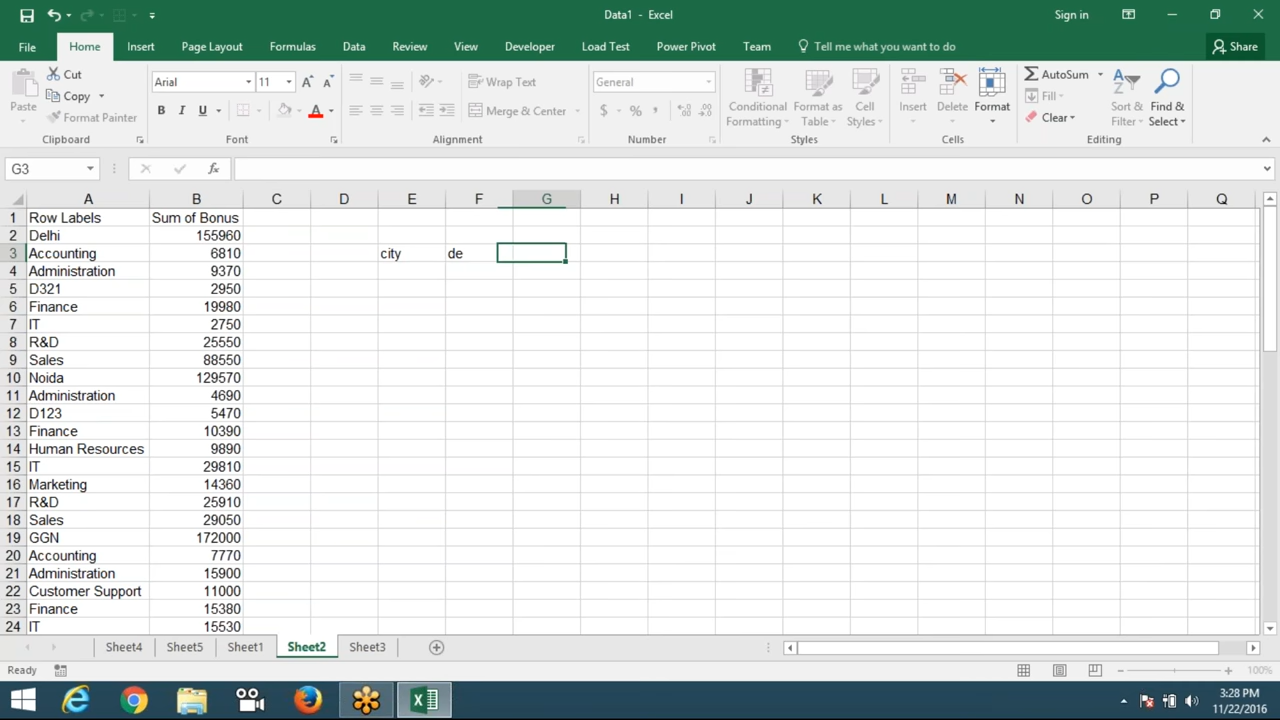 Data1 - Excel
Sign in
File Home Insert Page Layout Formulas Data Review View Developer Load Test Power Pivot Team Tell me what you want to do Share
Paste
Cut
Copy
Format Painter
Clipboard
Arial 11
B I U
Font
Wrap Text
Merge & Center
Alignment
General
$ % ,
Number
Conditional Formatting
Format as Table
Cell Styles
Styles
Insert Delete Format
Cells
AutoSum
Fill
Clear
Sort & Filter
Find & Select
Editing
G3
fx
A B C D E F G H I J K L M N O P Q
1 Row Labels Sum of Bonus
2 Delhi 155960
3 Accounting 6810 city de
4 Administration 9370
5 D321 2950
6 Finance 19980
7 IT 2750
8 R&D 25550
9 Sales 88550
10 Noida 129570
11 Administration 4690
12 D123 5470
13 Finance 10390
14 Human Resources 9890
15 IT 29810
16 Marketing 14360
17 R&D 25910
18 Sales 29050
19 GGN 172000
20 Accounting 7770
21 Administration 15900
22 Customer Support 11000
23 Finance 15380
24 IT 15530
Sheet4 Sheet5 Sheet1 Sheet2 Sheet3
Ready
100%
3:28 PM
11/22/2016